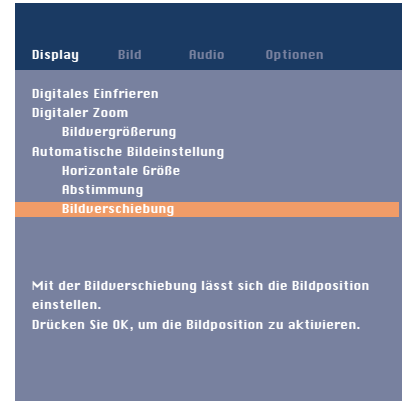 Display Bild Audio Optionen
Digitales Einfrieren
Digitaler Zoom
Bildvergrößerung
Automatische Bildeinstellung
Horizontale Größe
Abstimmung
Bildverschiebung
Mit der Bildverschiebung lässt sich die Bildposition
einstellen.
Drücken Sie OK, um die Bildposition zu aktivieren.